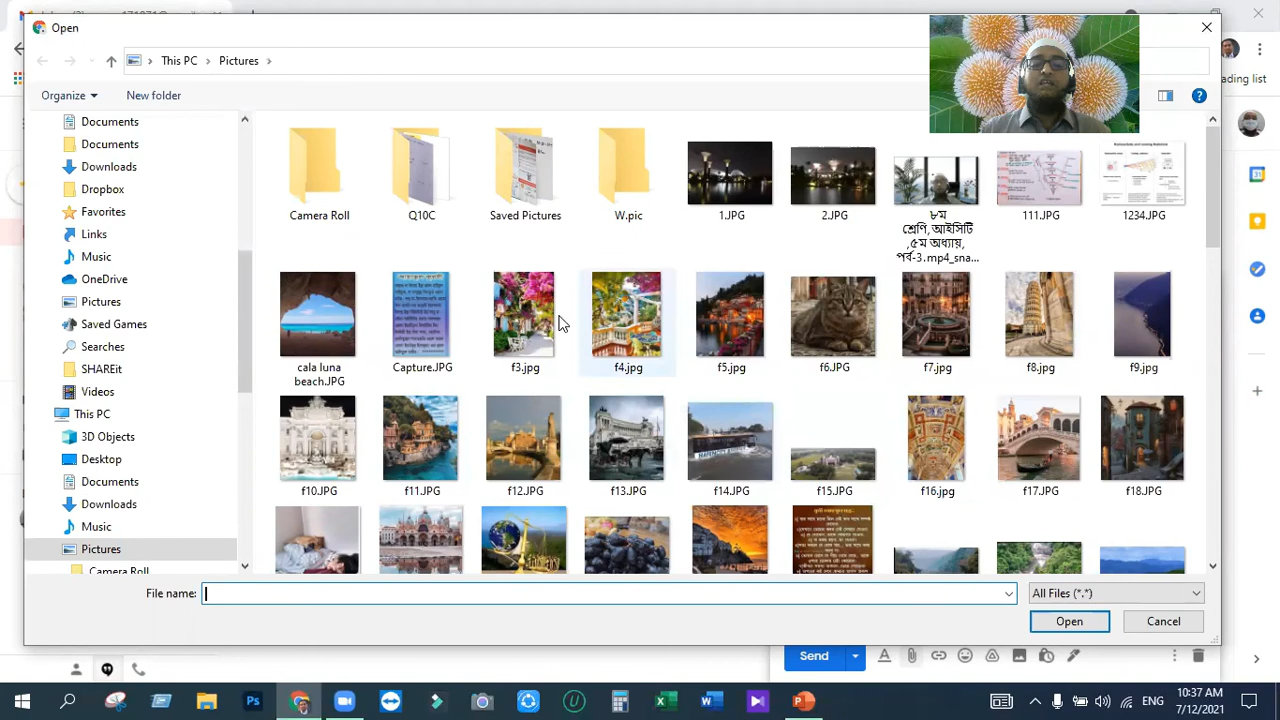 Open
This PC
Pictures
Organize
New folder
Documents
Documents
Downloads
Dropbox
Favorites
Links
Music
OneDrive
Pictures
Saved Games
Searches
SHAREit
Videos
This PC
3D Objects
Desktop
Documents
Downloads
Music
Pictures
Camera Roll
Q10C
Saved Pictures
W.pic
1.JPG
2.JPG
৮ম
শ্রেণি,আইসিটি
,৫ম অধ্যায়,
পর্ব-3.mp4_sna...
111.JPG
1234.JPG
cala luna
beach.JPG
Capture.JPG
f3.jpg
f4.jpg
f5.jpg
f6.JPG
f7.jpg
f8.jpg
f9.jpg
f10.JPG
f11.JPG
f12.JPG
f13.JPG
f14.JPG
f15.JPG
f16.jpg
f17.JPG
f18.JPG
File name:
All Files (*.*)
Open
Cancel
ading list
Send
ENG
10:37 AM
7/12/2021